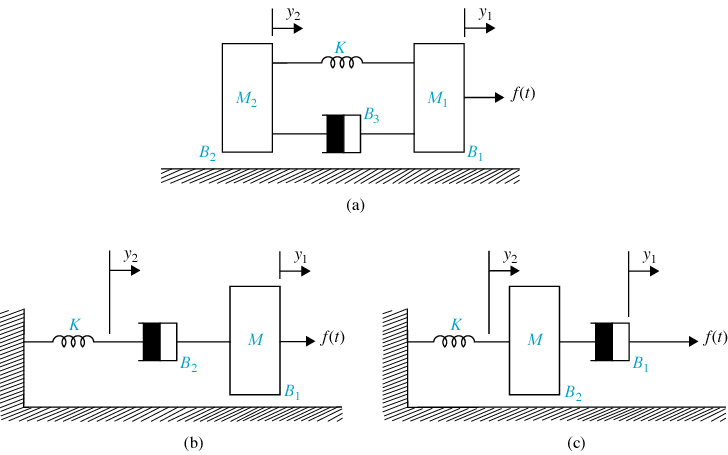 y₂ y₁
K
M₂ M₁ f(t)
B₃
B₂ B₁
(a)
y₂ y₁ y₂ y₁
K M f(t) K M f(t)
B₂ B₁ B₂ B₁
(b) (c)